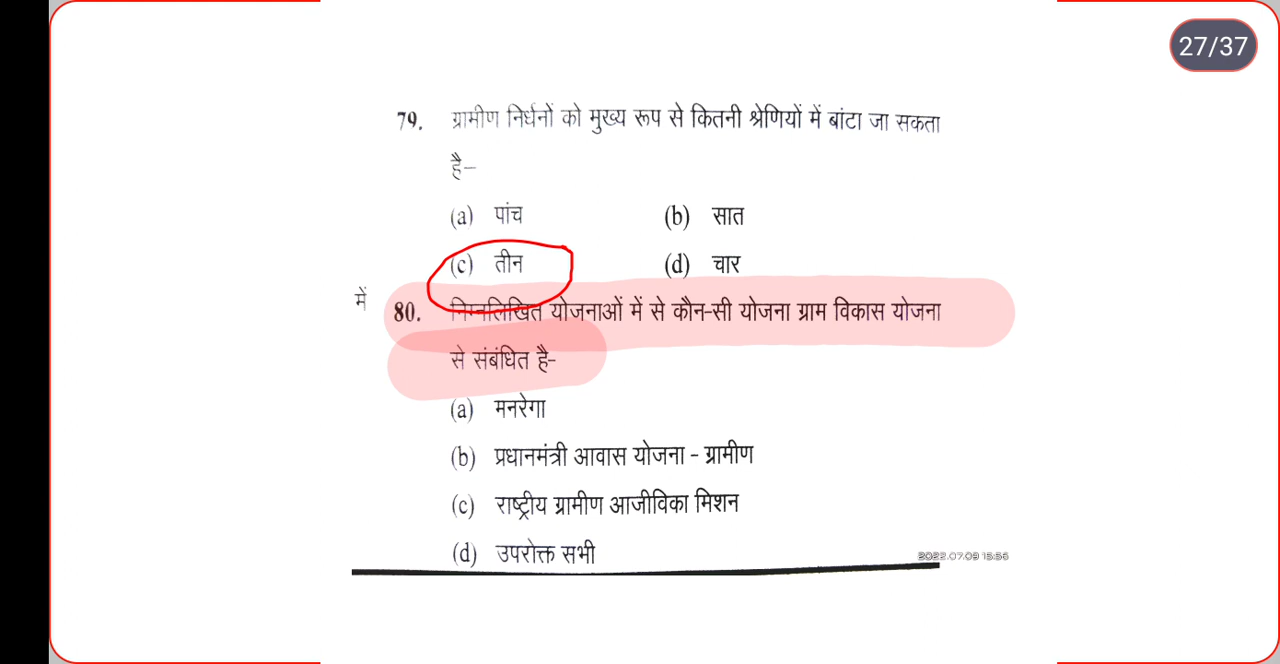 27/37
79. ग्रामीण निर्धनों को मुख्य रूप से कितनी श्रेणियों में बांटा जा सकता
है–
(a) पांच (b) सात
(c) तीन (d) चार
में
80. निम्नलिखित योजनाओं में से कौन-सी योजना ग्राम विकास योजना
से संबंधित है-
(a) मनरेगा
(b) प्रधानमंत्री आवास योजना - ग्रामीण
(c) राष्ट्रीय ग्रामीण आजीविका मिशन
(d) उपरोक्त सभी
2022.07.09 15:55